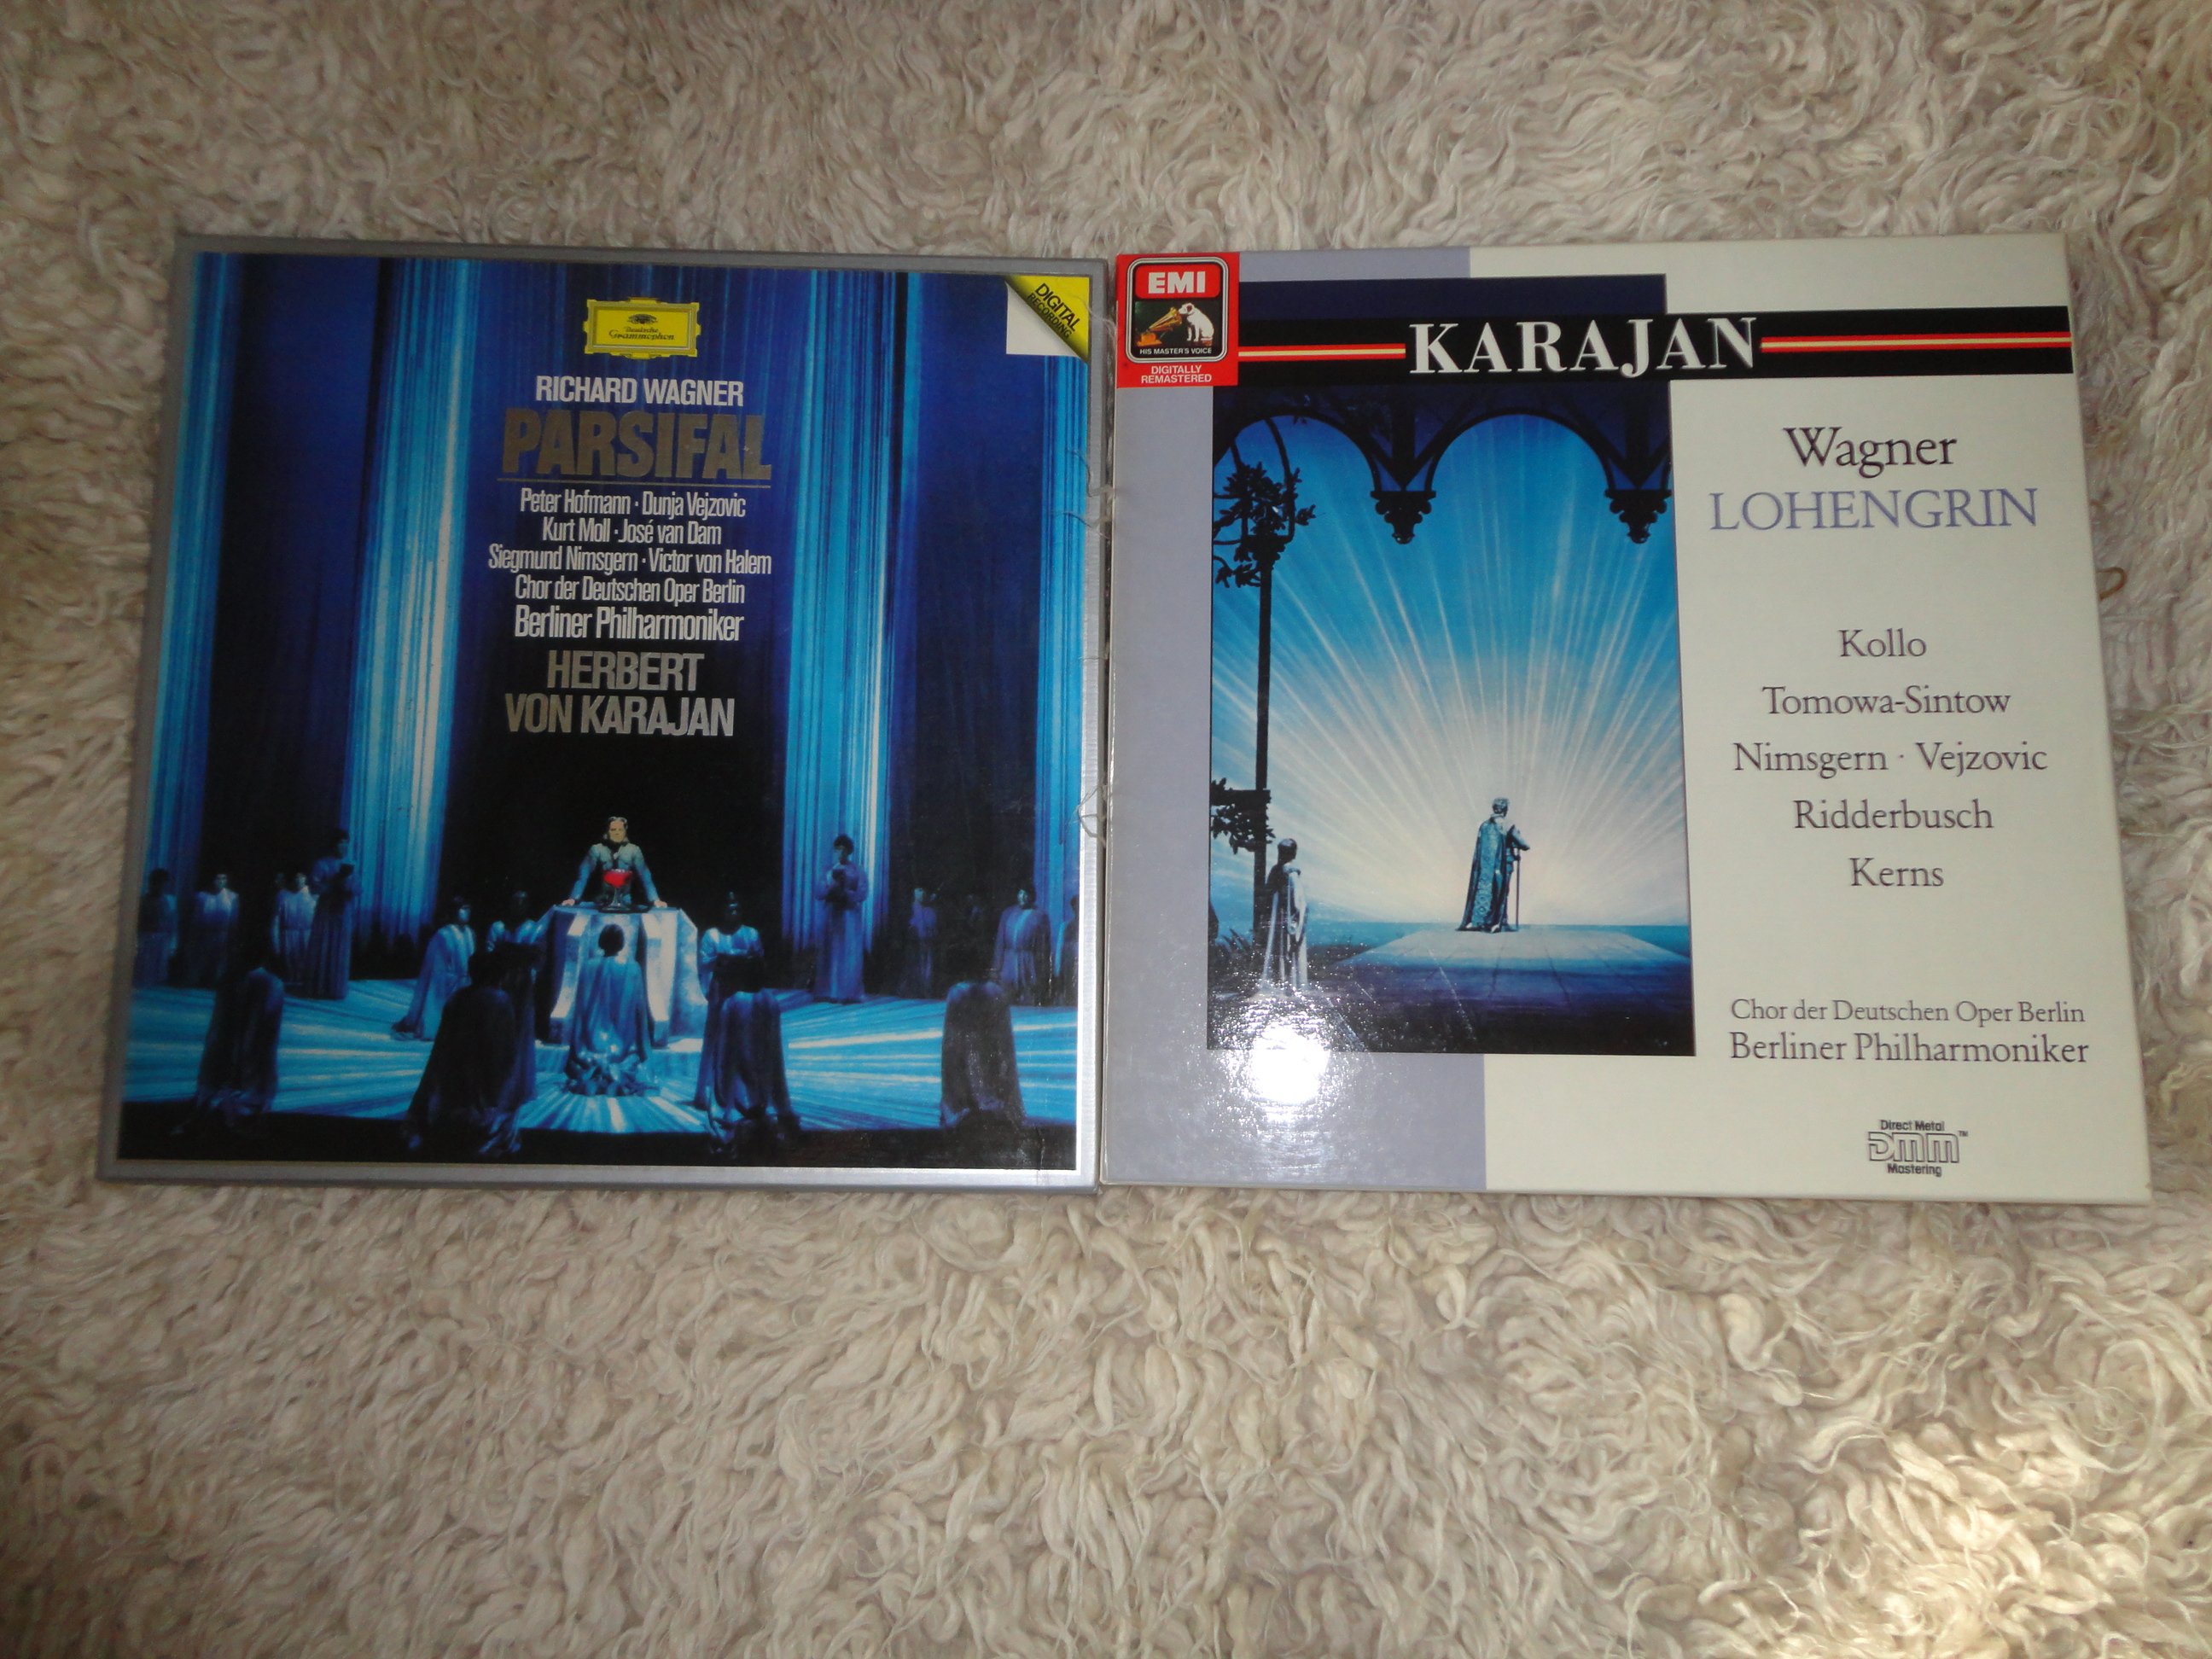 Deutsche
Grammophon
DIGITAL
RECORDING
RICHARD WAGNER
PARSIFAL
Peter Hofmann · Dunja Vejzovic
Kurt Moll · José van Dam
Siegmund Nimsgern · Victor von Halem
Chor der Deutschen Oper Berlin
Berliner Philharmoniker
HERBERT
VON KARAJAN
EMI
HIS MASTER'S VOICE
DIGITALLY
REMASTERED
KARAJAN
Wagner
LOHENGRIN
Kollo
Tomowa-Sintow
Nimsgern · Vejzovic
Ridderbusch
Kerns
Chor der Deutschen Oper Berlin
Berliner Philharmoniker
Direct Metal
DMM™
Mastering